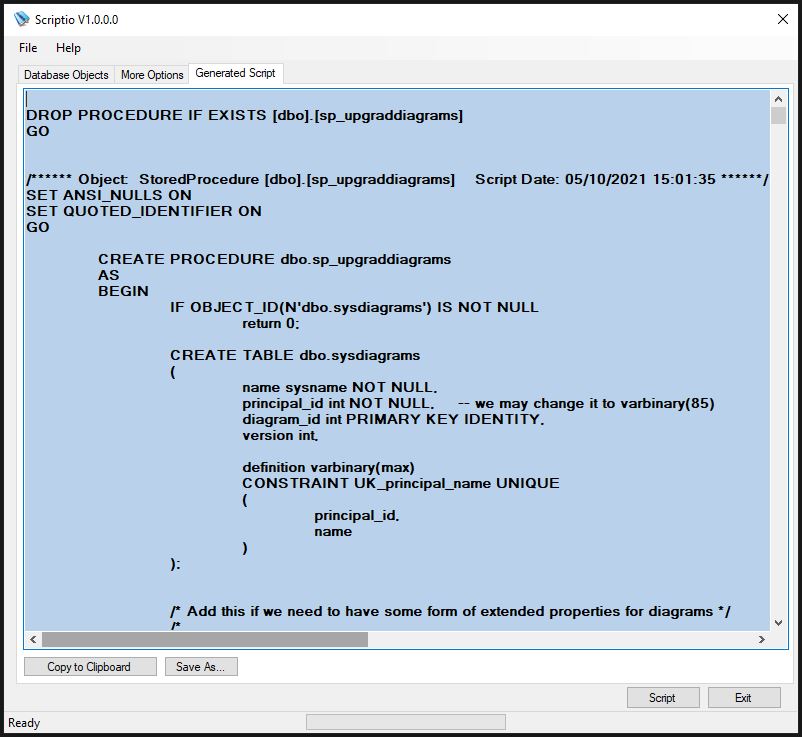 Scriptio V1.0.0.0
File Help
Database Objects More Options Generated Script
DROP PROCEDURE IF EXISTS [dbo].[sp_upgraddiagrams]
GO
/****** Object:  StoredProcedure [dbo].[sp_upgraddiagrams]    Script Date: 05/10/2021 15:01:35 ******/
SET ANSI_NULLS ON
SET QUOTED_IDENTIFIER ON
GO
CREATE PROCEDURE dbo.sp_upgraddiagrams
AS
BEGIN
IF OBJECT_ID(N'dbo.sysdiagrams') IS NOT NULL
return 0;
CREATE TABLE dbo.sysdiagrams
(
name sysname NOT NULL,
principal_id int NOT NULL,    -- we may change it to varbinary(85)
diagram_id int PRIMARY KEY IDENTITY,
version int,
definition varbinary(max)
CONSTRAINT UK_principal_name UNIQUE
(
principal_id,
name
)
);
/* Add this if we need to have some form of extended properties for diagrams */
/*
Copy to Clipboard Save As...
Script Exit
Ready